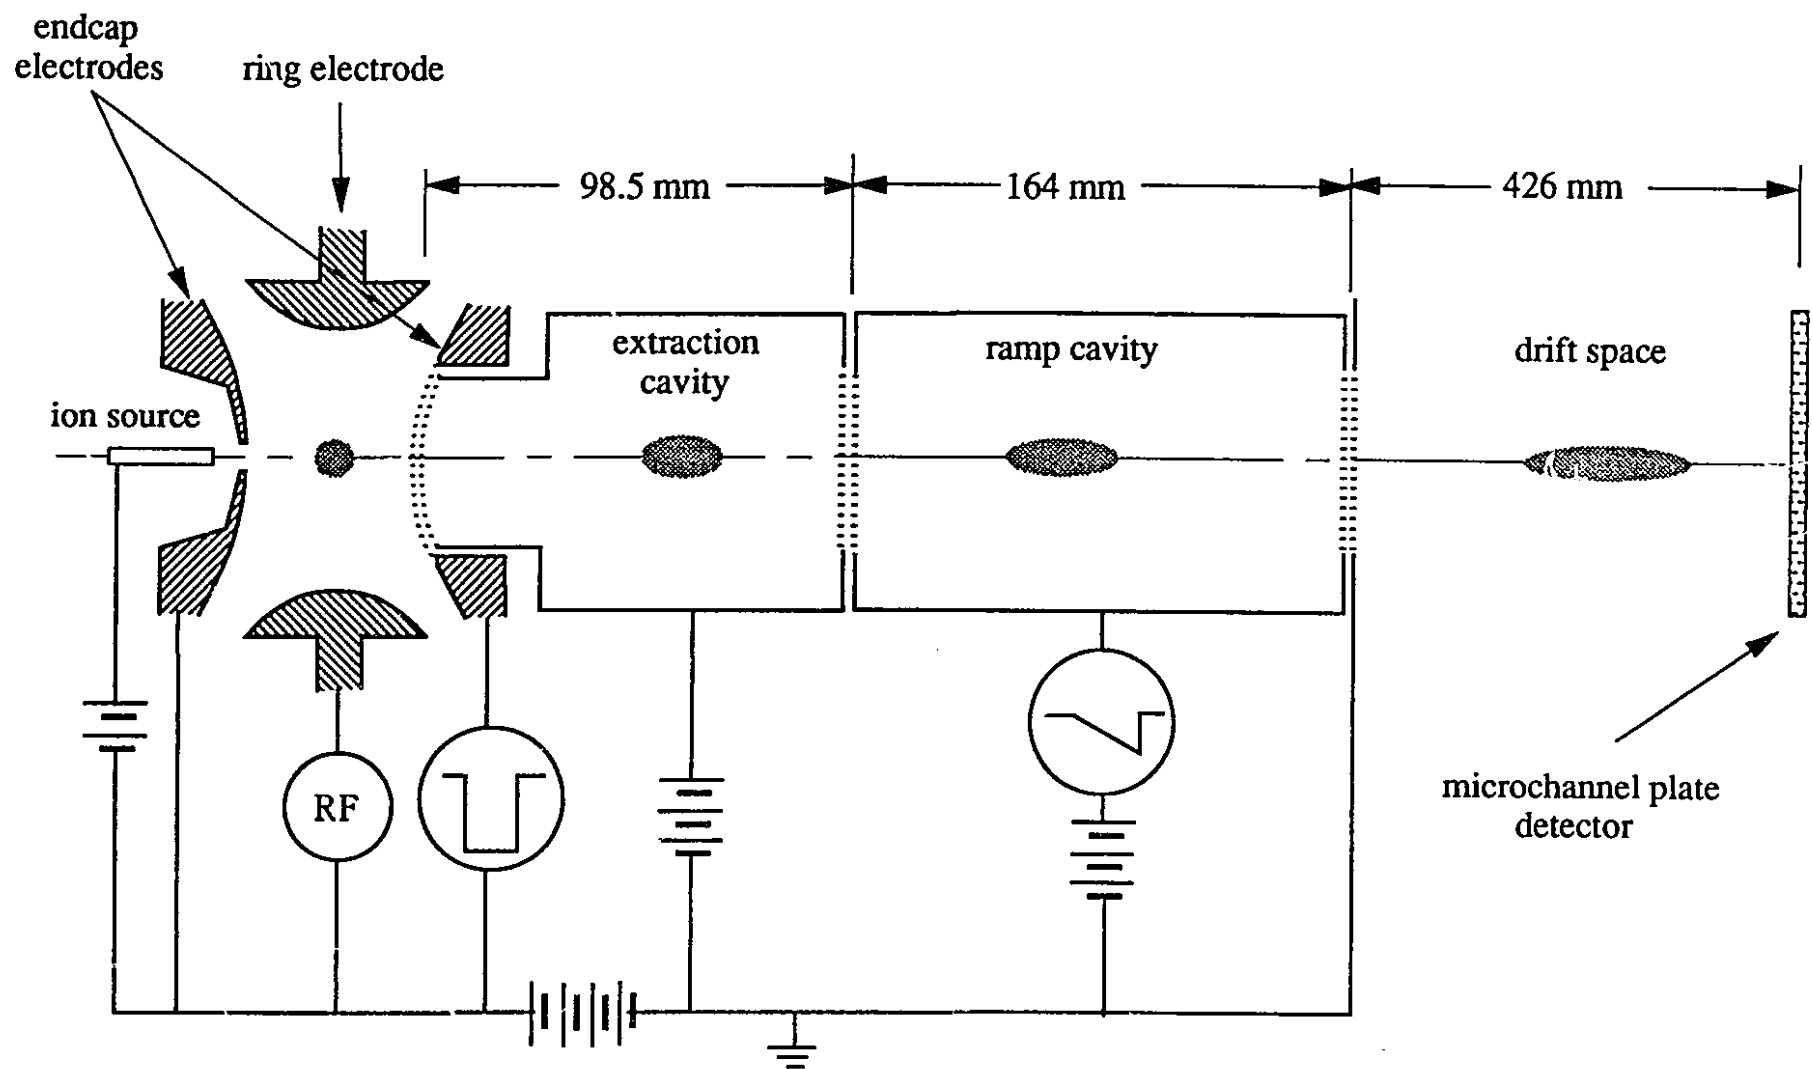 endcap
electrodes
ring electrode
98.5 mm
164 mm
426 mm
extraction
cavity
ramp cavity
drift space
ion source
RF
microchannel plate
detector